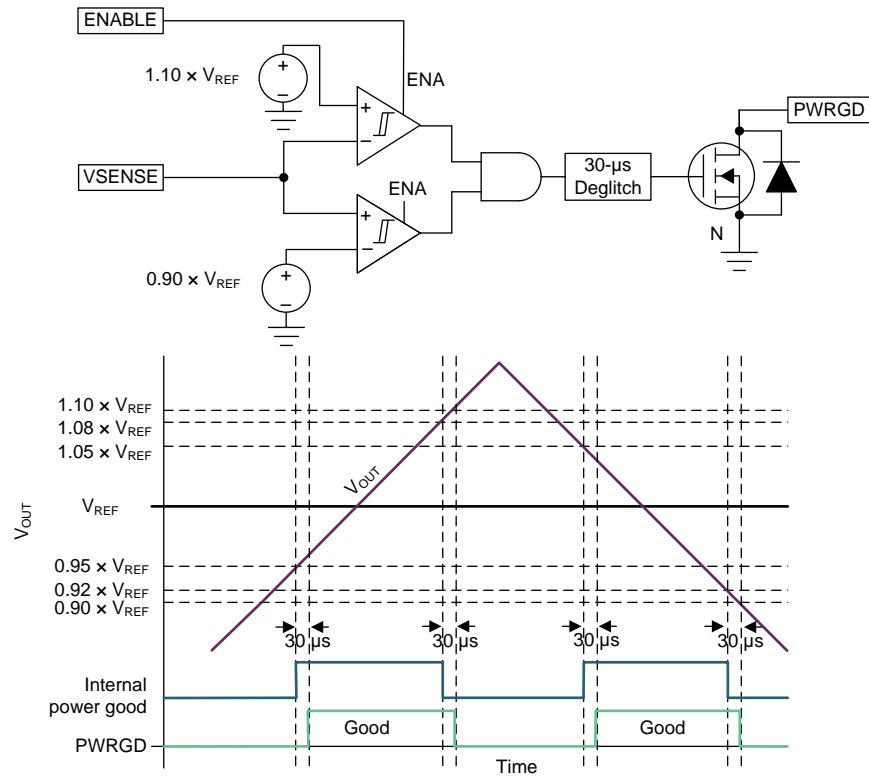 ENABLE
1.10 × VREF
+
−
ENA
+
−
PWRGD
VSENSE
30-µs
Deglitch
ENA
+
−
N
0.90 × VREF
+
−
1.10 × VREF
1.08 × VREF
1.05 × VREF
VOUT
VREF
VOUT
0.95 × VREF
0.92 × VREF
0.90 × VREF
30 µs 30 µs 30 µs 30 µs
Internal
power good
Good Good
PWRGD
Time